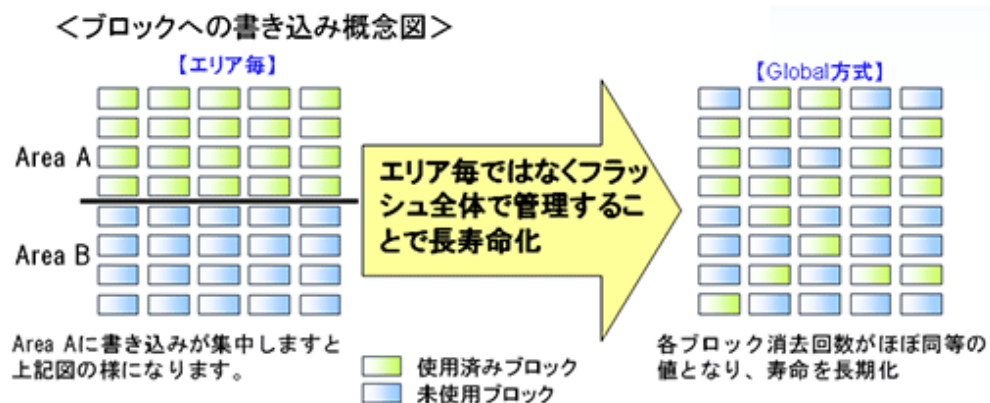 ＜ブロックへの書き込み概念図＞
【エリア毎】
【Global方式】
Area A
Area B
エリア毎ではなくフラッ
シュ全体で管理するこ
とで長寿命化
Area Aに書き込みが集中しますと
上記図の様になります。
使用済みブロック
未使用ブロック
各ブロック消去回数がほぼ同等の
値となり、寿命を長期化